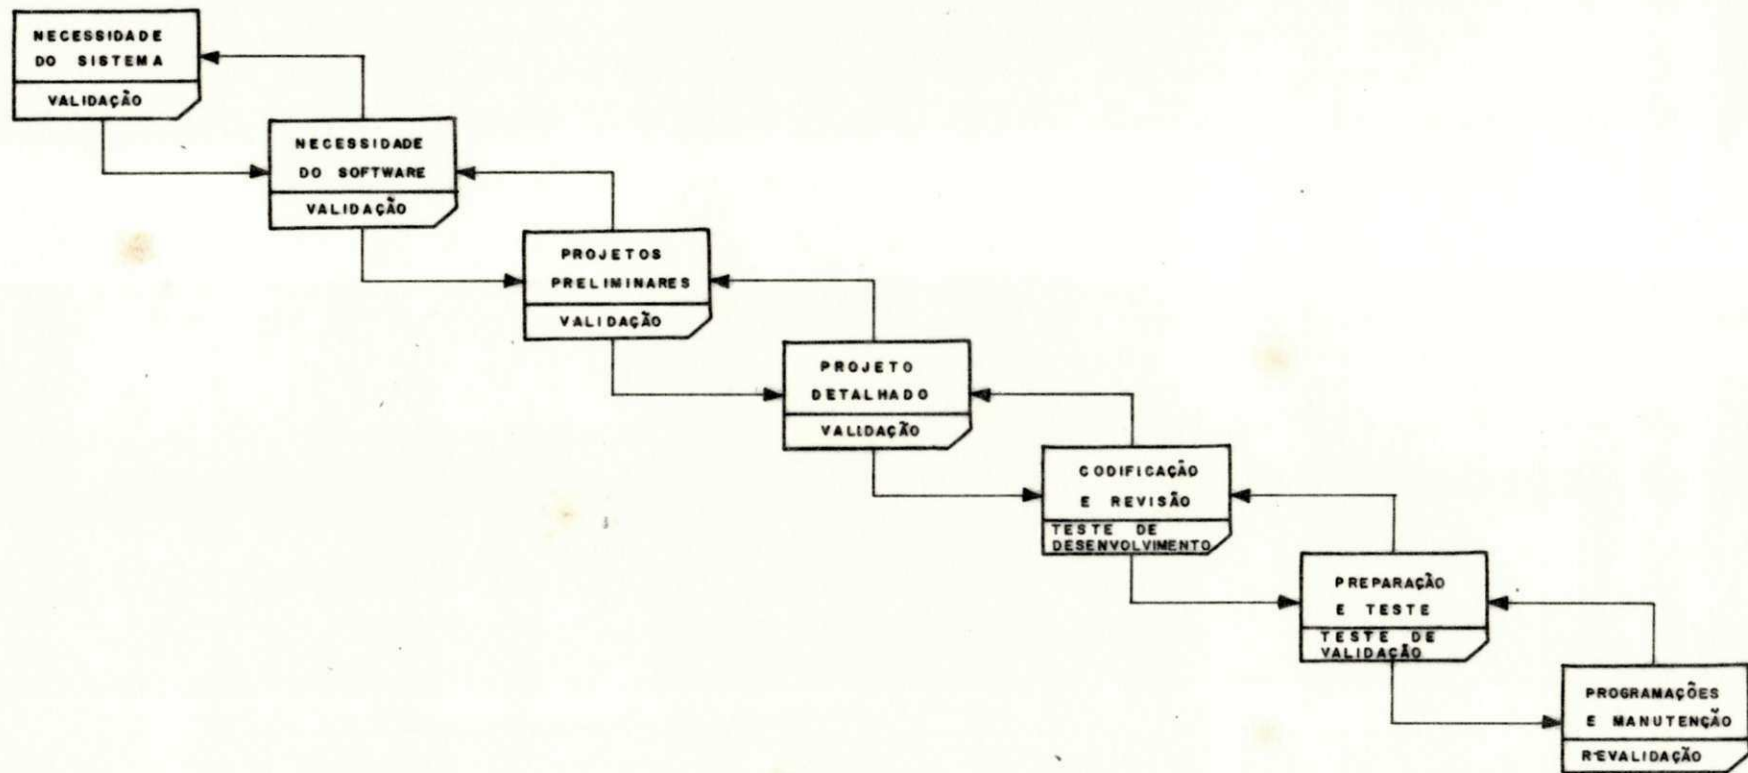 NECESSIDADE
DO SISTEMA
VALIDAÇÃO
NECESSIDADE
DO SOFTWARE
VALIDAÇÃO
PROJETOS
PRELIMINARES
VALIDAÇÃO
PROJETO
DETALHADO
VALIDAÇÃO
CODIFICAÇÃO
E REVISÃO
TESTE DE
DESENVOLVIMENTO
PREPARAÇÃO
E TESTE
TESTE DE
VALIDAÇÃO
PROGRAMAÇÕES
E MANUTENÇÃO
REVALIDAÇÃO